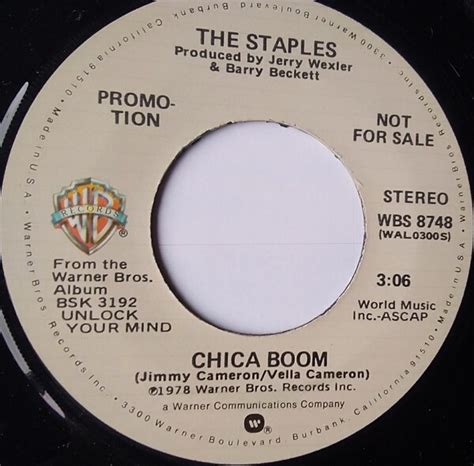 THE STAPLES
Produced by Jerry Wexler
& Barry Beckett
PROMO-
TION
NOT
FOR SALE
WB
RECORDS
STEREO
WBS 8748
(WAL0300S)
From the
Warner Bros.
Album
BSK 3192
UNLOCK
YOUR MIND
3:06
World Music
Inc.-ASCAP
CHICA BOOM
(Jimmy Cameron/Vella Cameron)
℗1978 Warner Bros. Records Inc.
a Warner Communications Company
Warner Bros. Records Inc. • 3300 Warner Boulevard, Burbank, California 91510 • Made in U.S.A. •